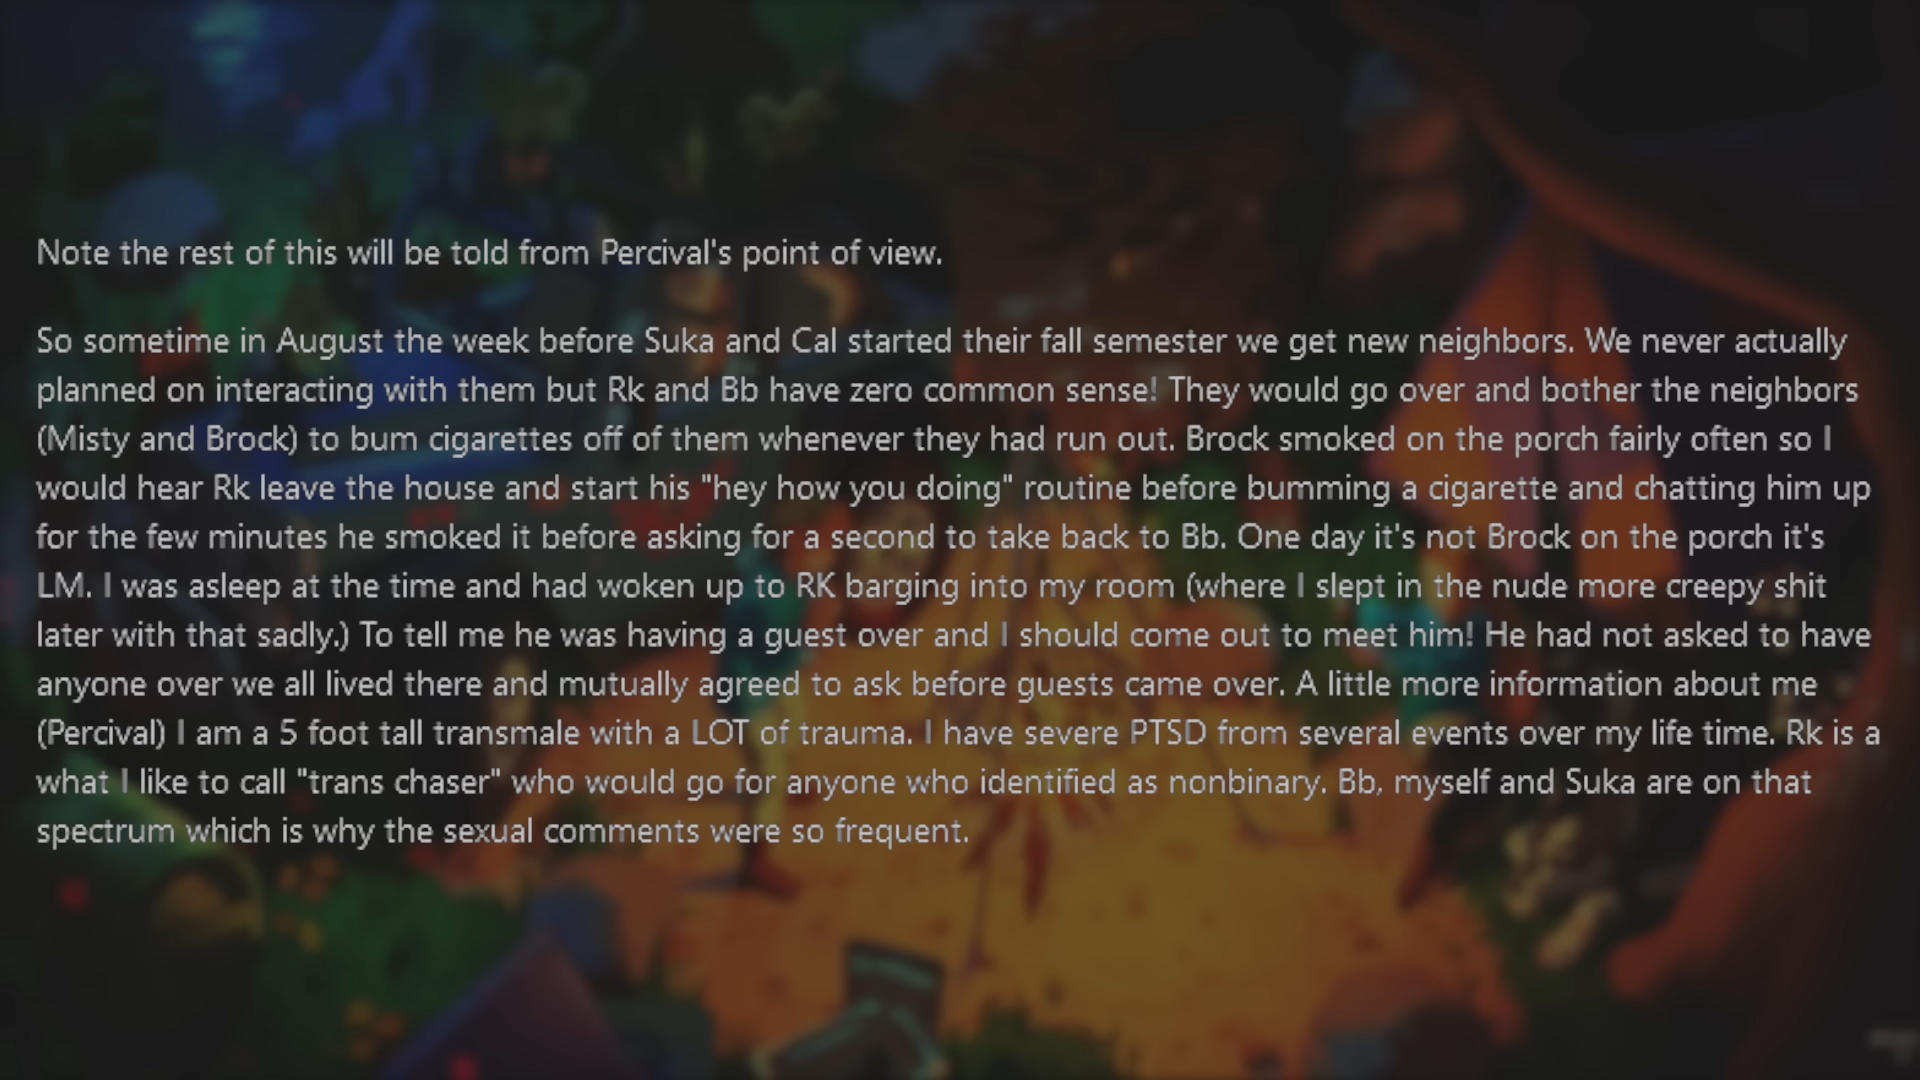 Note the rest of this will be told from Percival's point of view.
So sometime in August the week before Suka and Cal started their fall semester we get new neighbors. We never actually
planned on interacting with them but Rk and Bb have zero common sense! They would go over and bother the neighbors
(Misty and Brock) to bum cigarettes off of them whenever they had run out. Brock smoked on the porch fairly often so I
would hear Rk leave the house and start his "hey how you doing" routine before bumming a cigarette and chatting him up
for the few minutes he smoked it before asking for a second to take back to Bb. One day it's not Brock on the porch it's
LM. I was asleep at the time and had woken up to RK barging into my room (where I slept in the nude more creepy shit
later with that sadly.) To tell me he was having a guest over and I should come out to meet him! He had not asked to have
anyone over we all lived there and mutually agreed to ask before guests came over. A little more information about me
(Percival) I am a 5 foot tall transmale with a LOT of trauma. I have severe PTSD from several events over my life time. Rk is a
what I like to call "trans chaser" who would go for anyone who identified as nonbinary. Bb, myself and Suka are on that
spectrum which is why the sexual comments were so frequent.